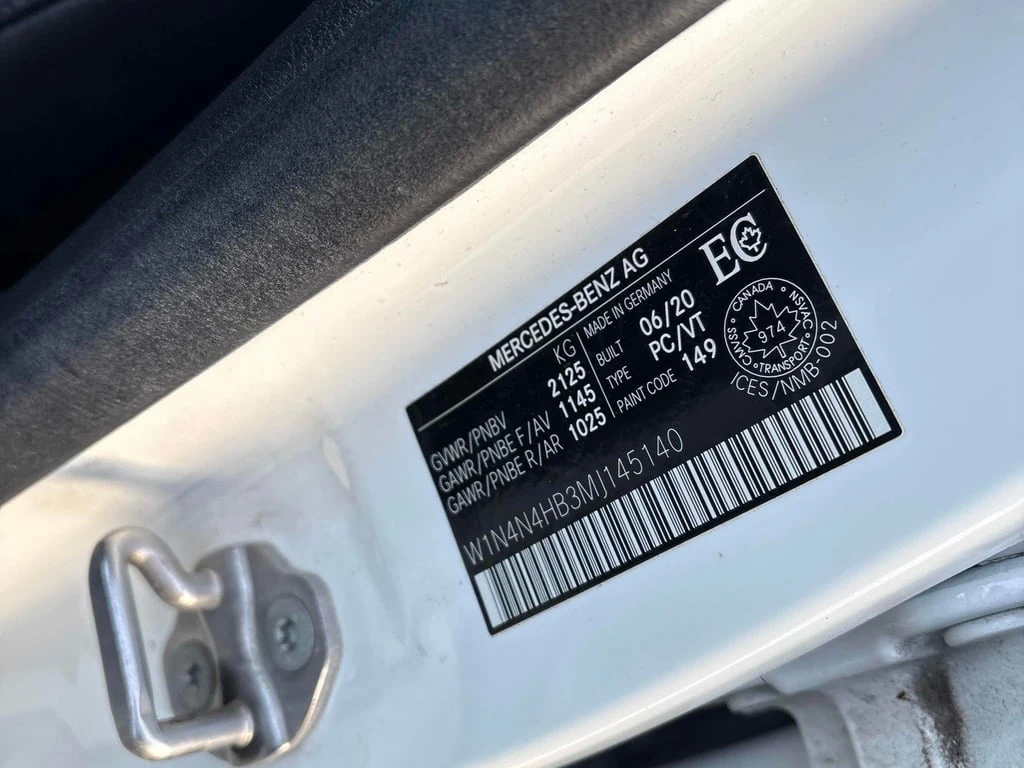 MERCEDES-BENZ AG
GVWR/PNBV 2125 KG
GAWR/PNBE F/AV 1145
GAWR/PNBE R/AR 1025
MADE IN GERMANY
BUILT 06/20
TYPE PC/VT
PAINT CODE 149
EC
CANADA
NSVAC
974
CMVSS
TRANSPORT
ICES/NMB-002
W1N4N4HB3MJ145140